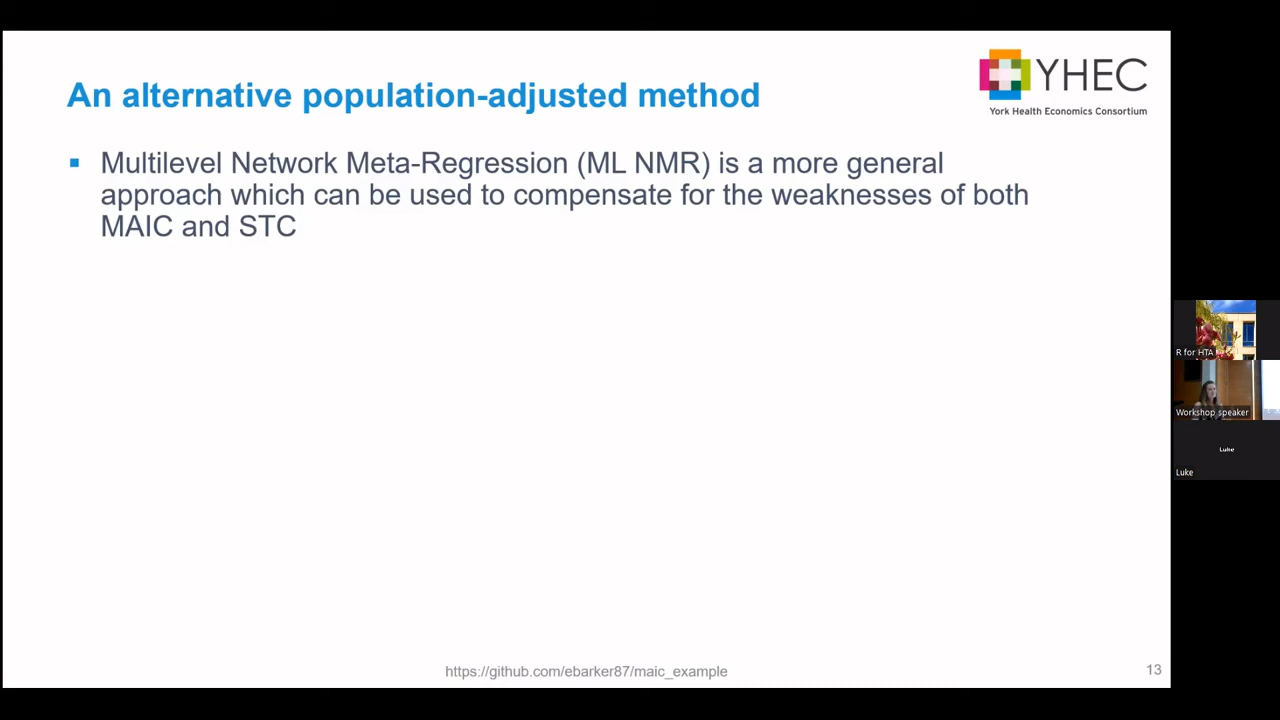 An alternative population-adjusted method
YHEC
York Health Economics Consortium
▪ Multilevel Network Meta-Regression (ML NMR) is a more general
approach which can be used to compensate for the weaknesses of both
MAIC and STC
R for HTA
Workshop speaker
Luke
Luke
https://github.com/ebarker87/maic_example
13